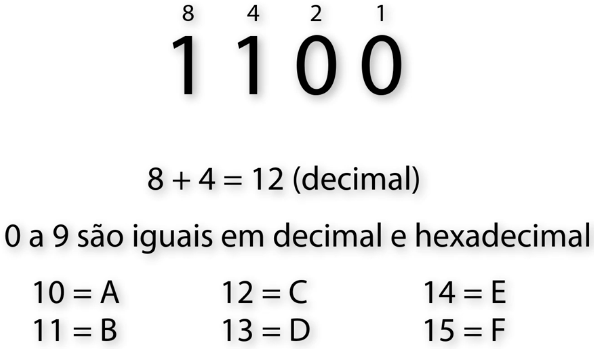 8 4 2 1
1 1 0 0
8 + 4 = 12 (decimal)
0 a 9 são iguais em decimal e hexadecimal
10 = A 12 = C 14 = E
11 = B 13 = D 15 = F